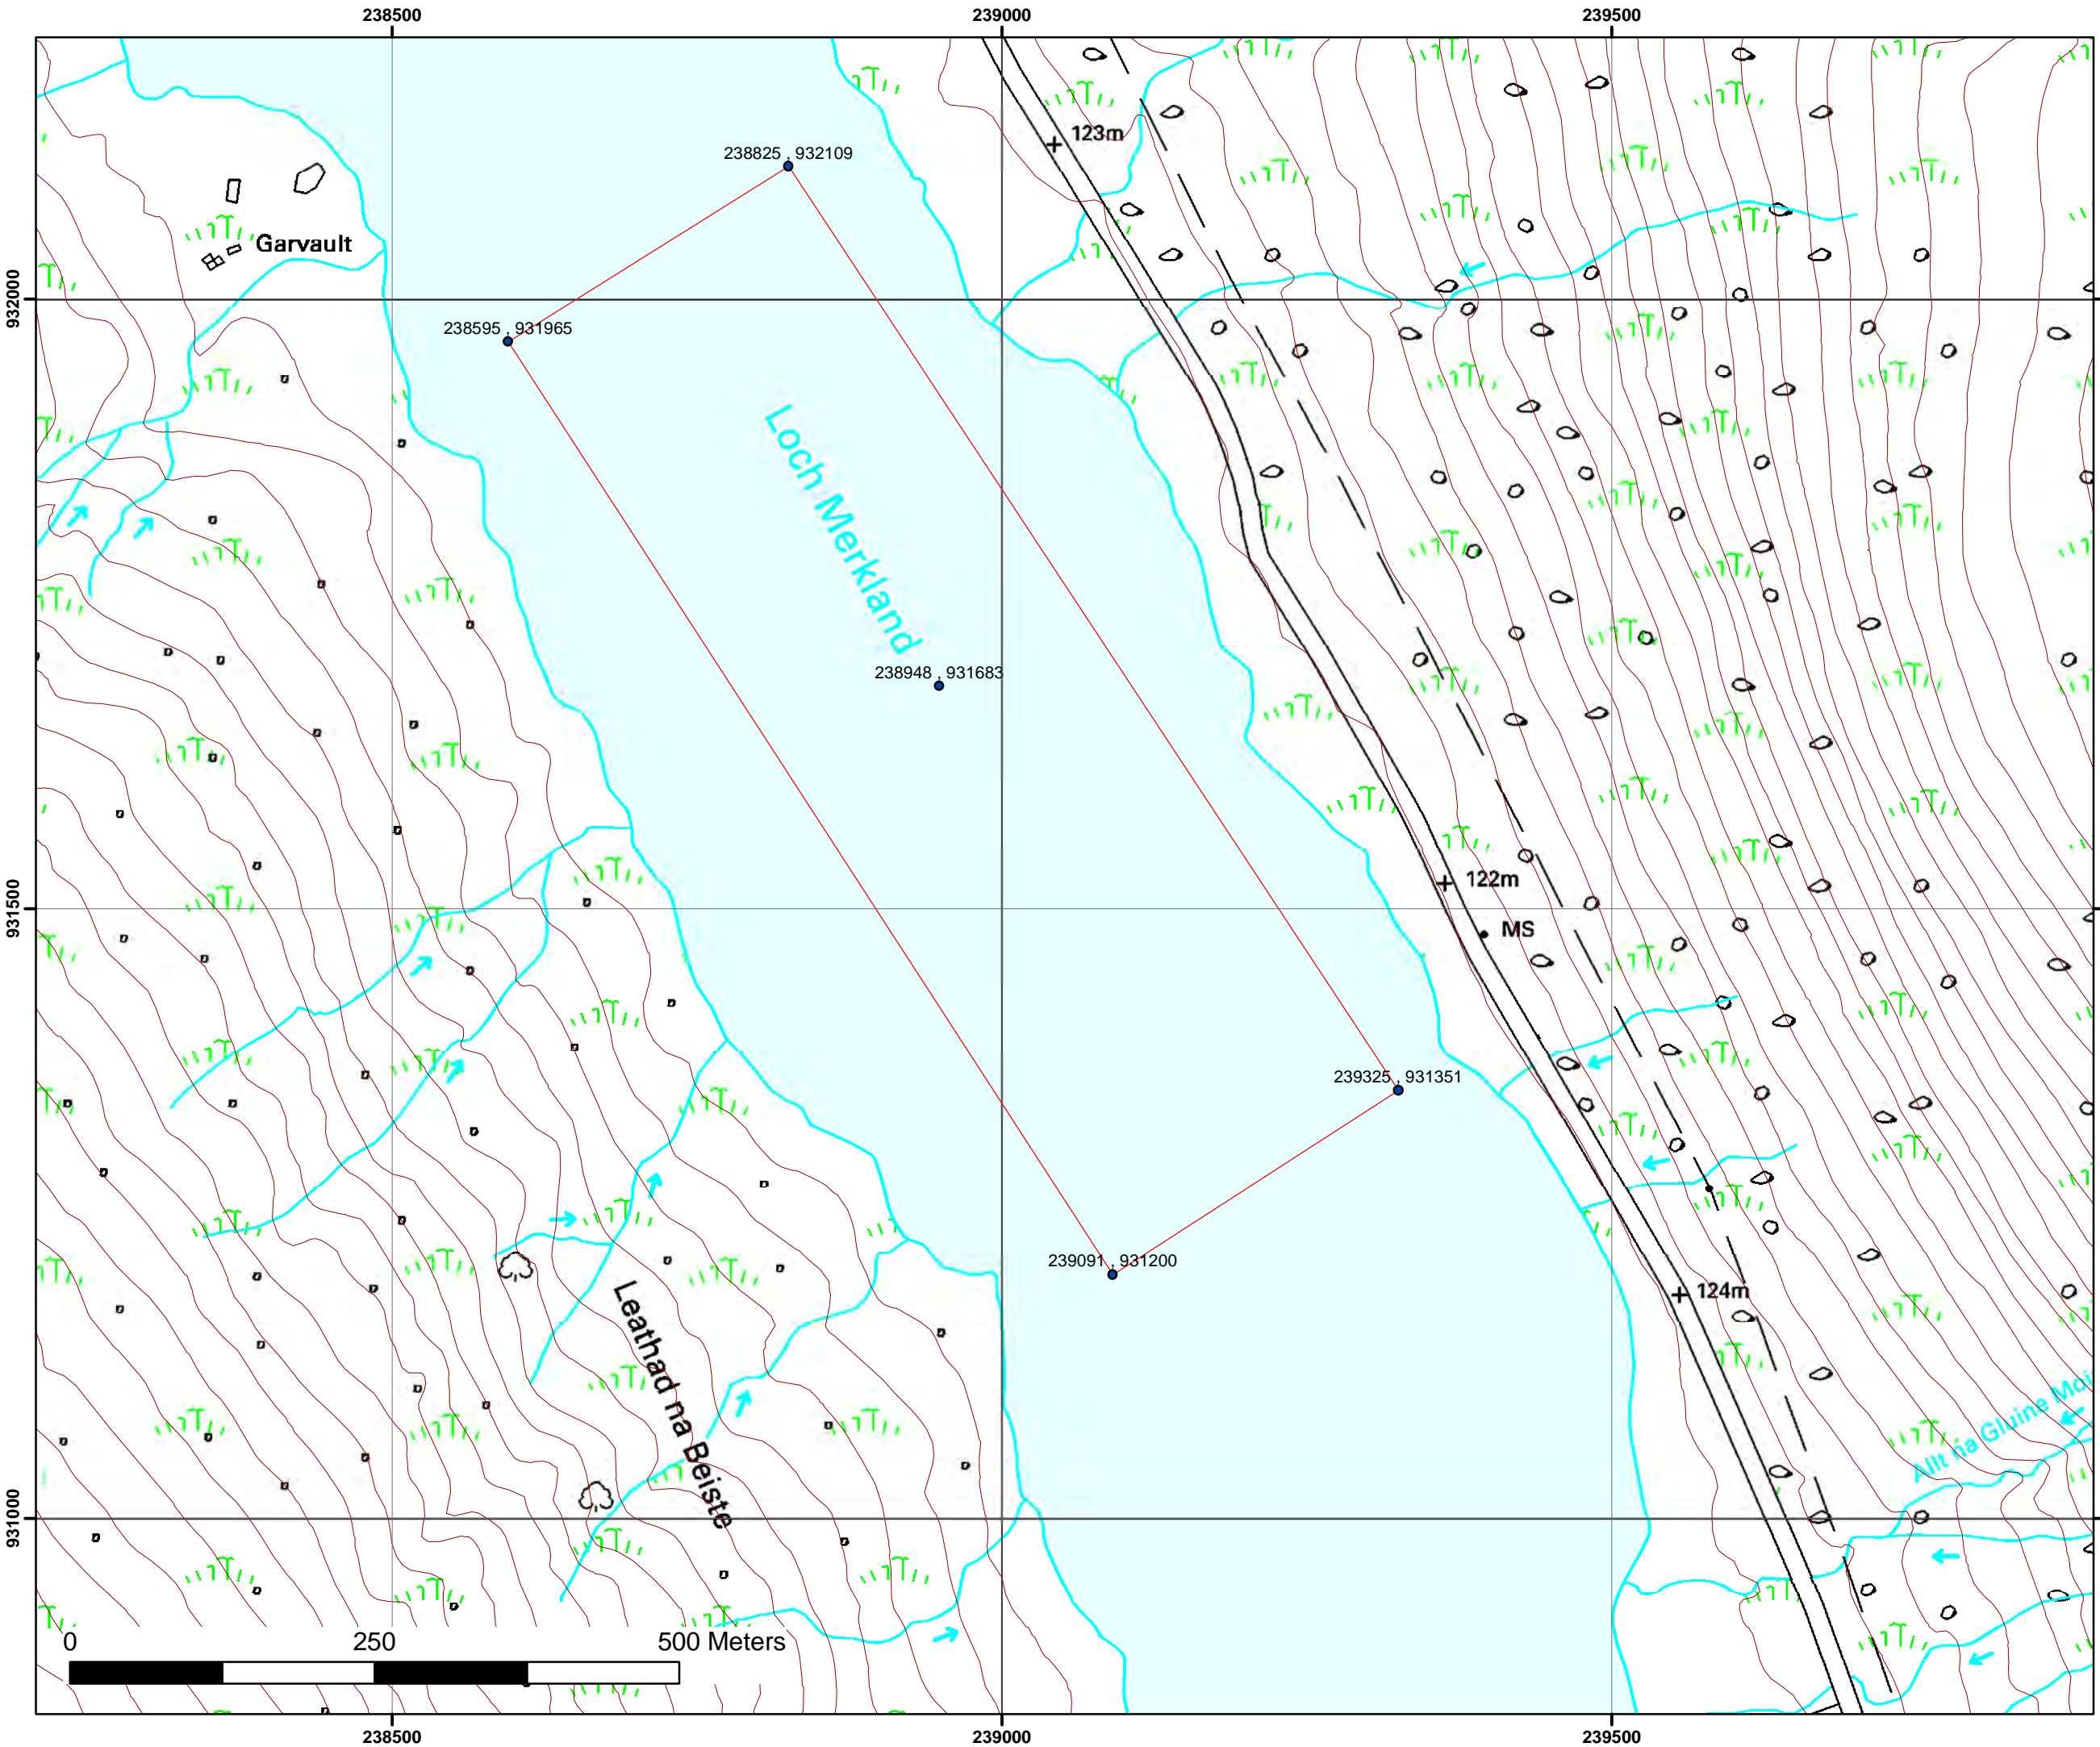 238500 239000 239500
123m
238825 , 932109
Garvault
932000
238595 , 931965
Loch Merkland
238948 , 931683
122m
931500
MS
239325 , 931351
239091 , 931200
124m
Leathad na Beiste
Allt na Gluine Moi
931000
0 250 500 Meters
238500 239000 239500